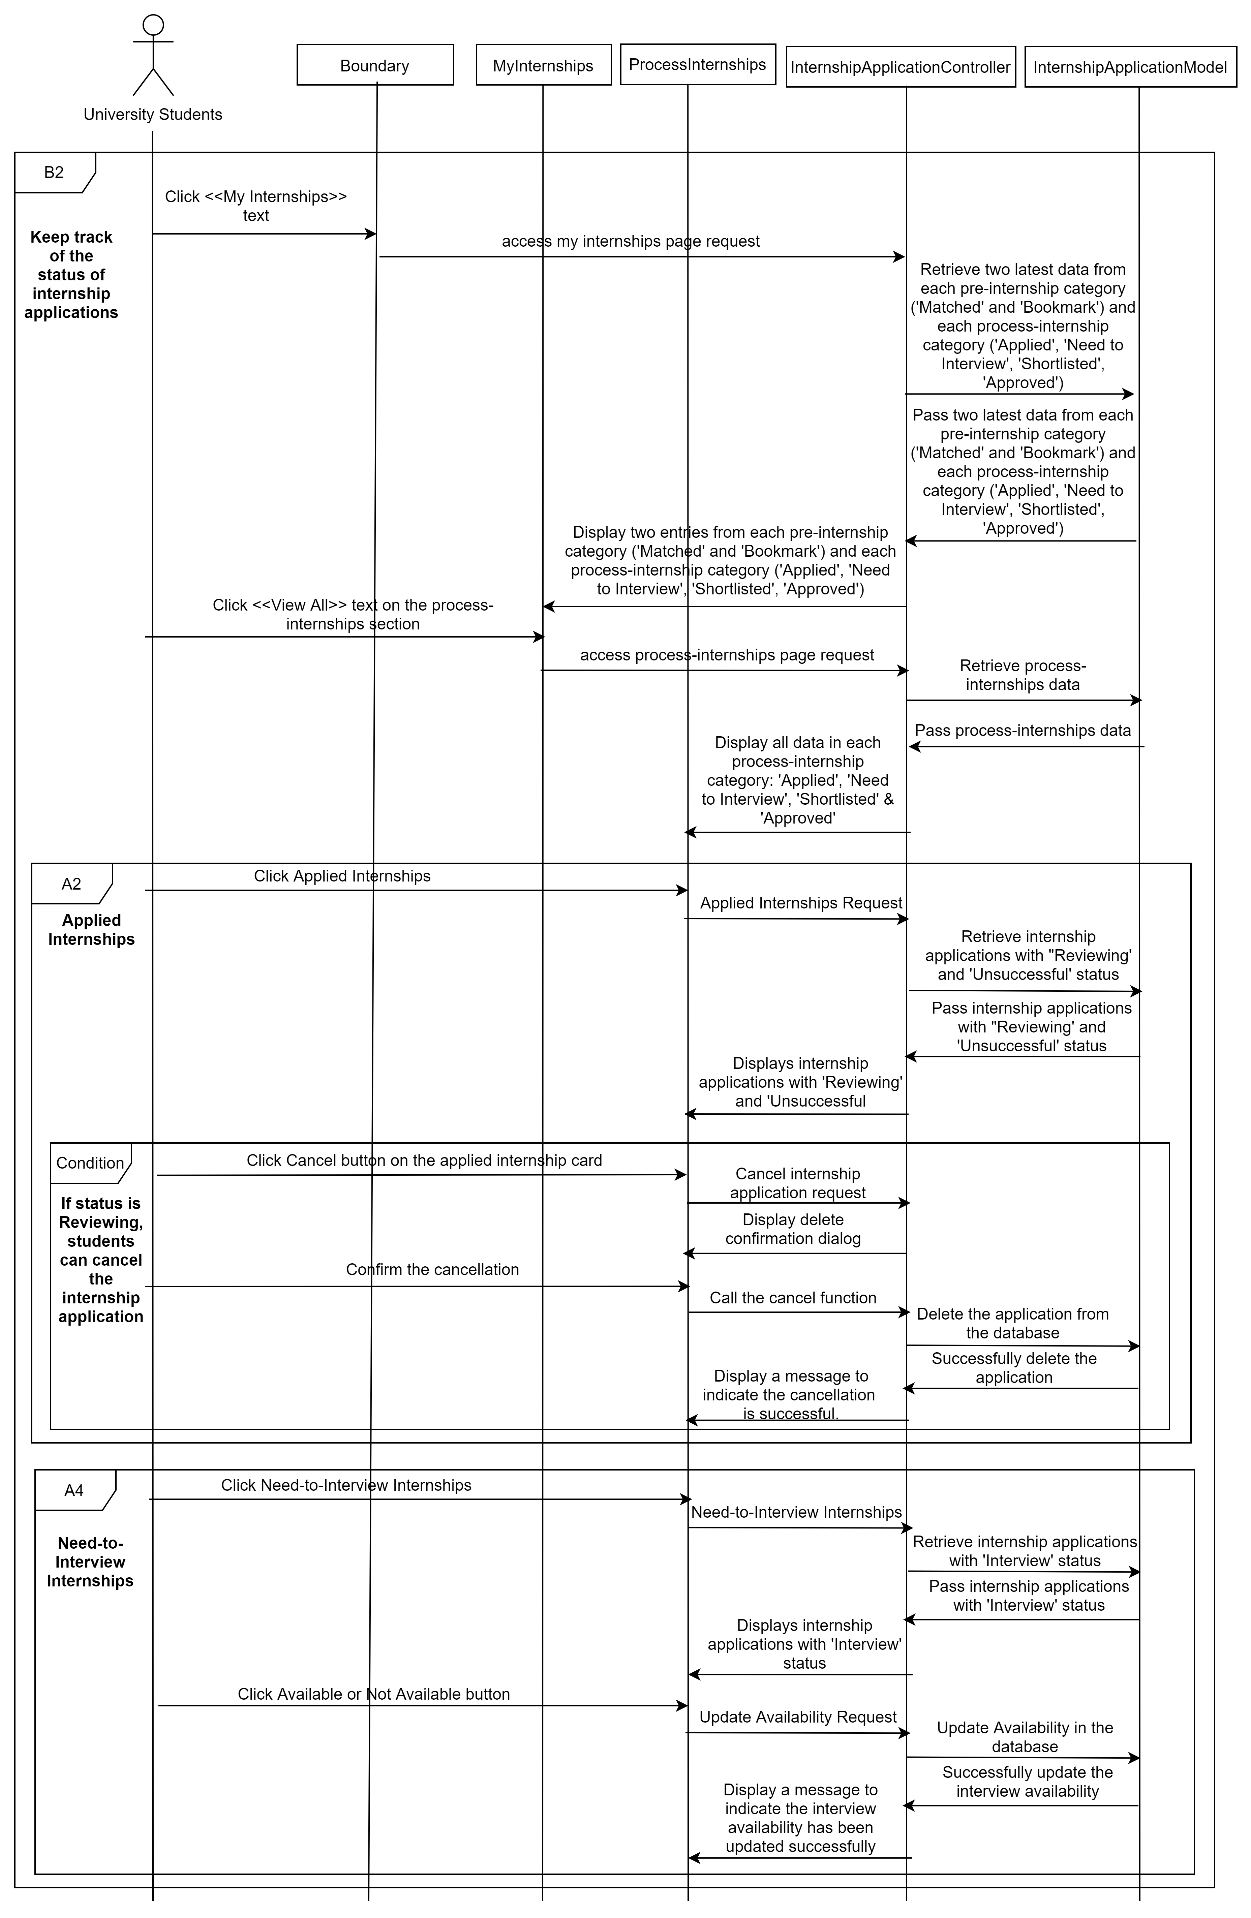 University Students
Boundary
MyInternships
ProcessInternships
InternshipApplicationController
InternshipApplicationModel
B2
Keep track
of the
status of
internship
applications
Click <<My Internships>>
text
access my internships page request
Retrieve two latest data from
each pre-internship category
('Matched' and 'Bookmark') and
each process-internship
category ('Applied', 'Need to
Interview', 'Shortlisted',
'Approved')
Pass two latest data from each
pre-internship category
('Matched' and 'Bookmark') and
each process-internship
category ('Applied', 'Need to
Interview', 'Shortlisted',
'Approved')
Display two entries from each pre-internship
category ('Matched' and 'Bookmark') and each
process-internship category ('Applied', 'Need
to Interview', 'Shortlisted', 'Approved')
Click <<View All>> text on the process-
internships section
access process-internships page request
Retrieve process-
internships data
Pass process-internships data
Display all data in each
process-internship
category: 'Applied', 'Need
to Interview', 'Shortlisted' &
'Approved'
A2
Applied
Internships
Click Applied Internships
Applied Internships Request
Retrieve internship
applications with "Reviewing'
and 'Unsuccessful' status
Pass internship applications
with "Reviewing' and
'Unsuccessful' status
Displays internship
applications with 'Reviewing'
and 'Unsuccessful
Condition
If status is
Reviewing,
students
can cancel
the
internship
application
Click Cancel button on the applied internship card
Cancel internship
application request
Display delete
confirmation dialog
Confirm the cancellation
Call the cancel function
Delete the application from
the database
Successfully delete the
application
Display a message to
indicate the cancellation
is successful.
A4
Need-to-
Interview
Internships
Click Need-to-Interview Internships
Need-to-Interview Internships
Retrieve internship applications
with 'Interview' status
Pass internship applications
with 'Interview' status
Displays internship
applications with 'Interview'
status
Click Available or Not Available button
Update Availability Request
Update Availability in the
database
Successfully update the
interview availability
Display a message to
indicate the interview
availability has been
updated successfully